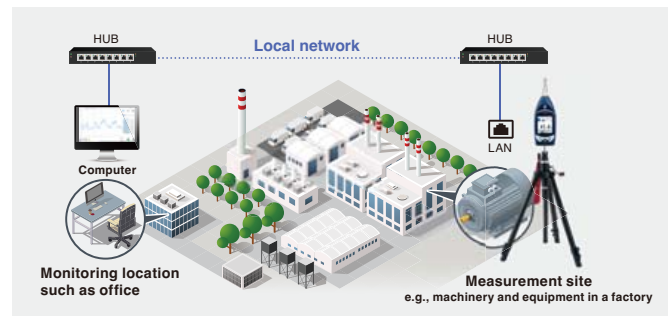 HUB
Local network
HUB
Computer
LAN
Monitoring location
such as office
Measurement site
e.g., machinery and equipment in a factory